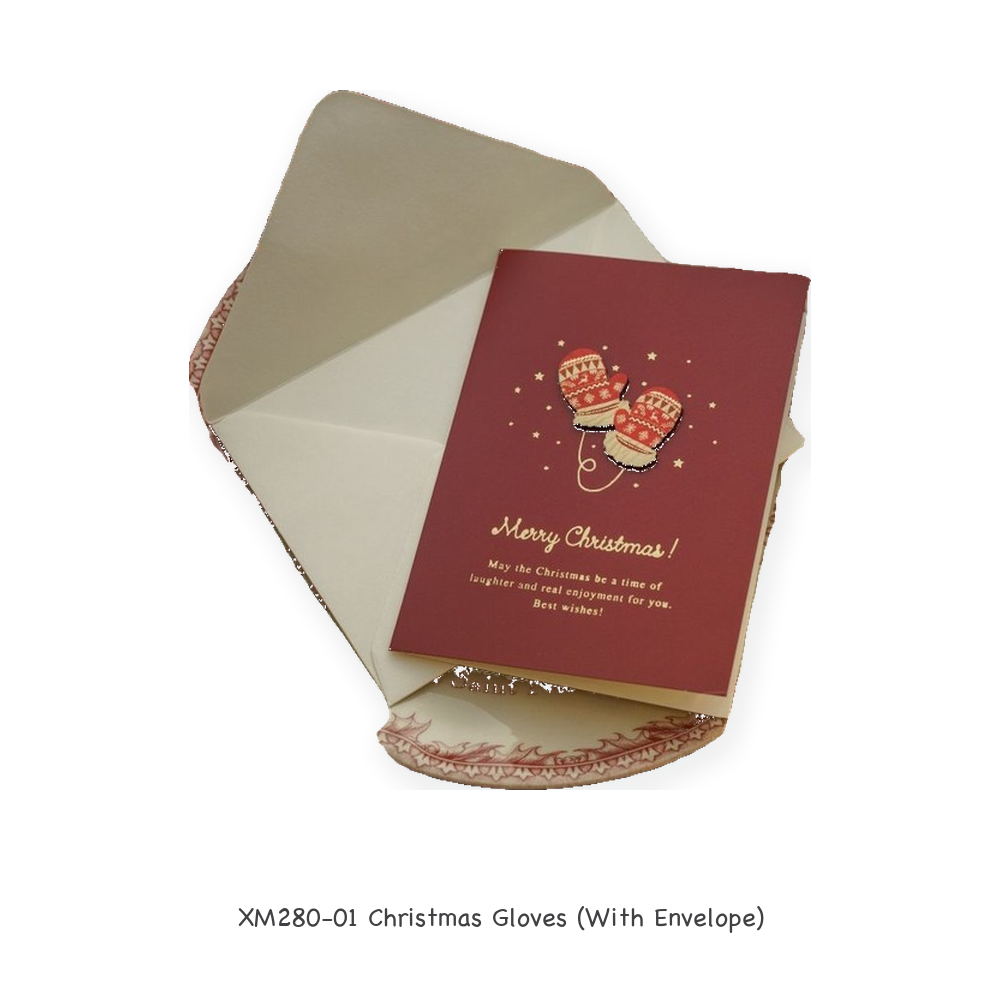 Merry Christmas!
May the Christmas be a time of
laughter and real enjoyment for you.
Best wishes!
XM280-01 Christmas Gloves (With Envelope)